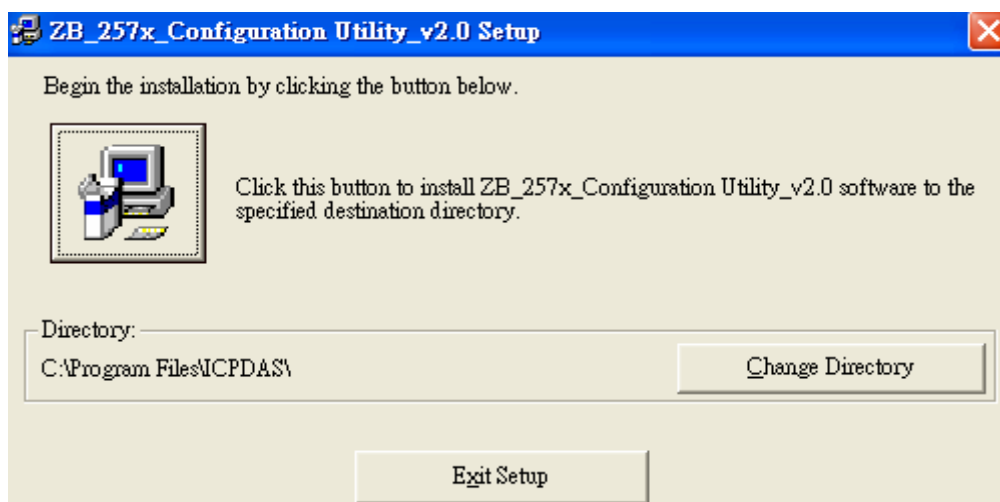 ZB_257x_Configuration Utility_v2.0 Setup
Begin the installation by clicking the button below.
Click this button to install ZB_257x_Configuration Utility_v2.0 software to the
specified destination directory.
Directory:
C:\Program Files\ICPDAS\
Change Directory
Exit Setup